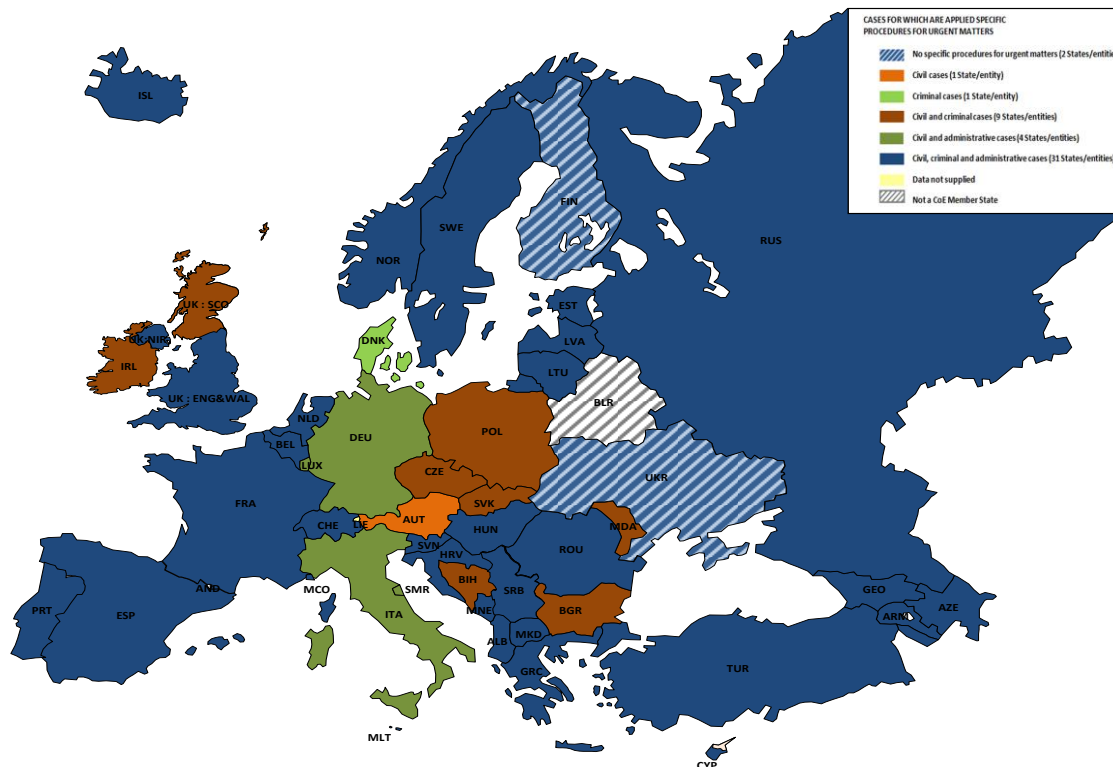 CASES FOR WHICH ARE APPLIED SPECIFIC
PROCEDURES FOR URGENT MATTERS
No specific procedures for urgent matters (2 States/entitie
Civil cases (1 State/entity)
Criminal cases (1 State/entity)
Civil and criminal cases (9 States/entities)
Civil and administrative cases (4 States/entities)
Civil, criminal and administrative cases (31 States/entities)
Data not supplied
Not a CoE Member State
ISL
FIN
SWE
RUS
NOR
UK : SCO
EST
DNK
UK:NIR
LVA
IRL
LTU
BLR
UK : ENG&WAL
NLD
POL
DEU
BEL
LUX
CZE
UKR
FRA
SVK
AUT
MDA
CHE
LIE
HUN
ROU
SVN
HRV
BIH
SRB
AND
MCO
SMR
GEO
PRT
ESP
ITA
MNE
BGR
AZE
ARM
ALB
MKD
GRC
TUR
MLT
CYP